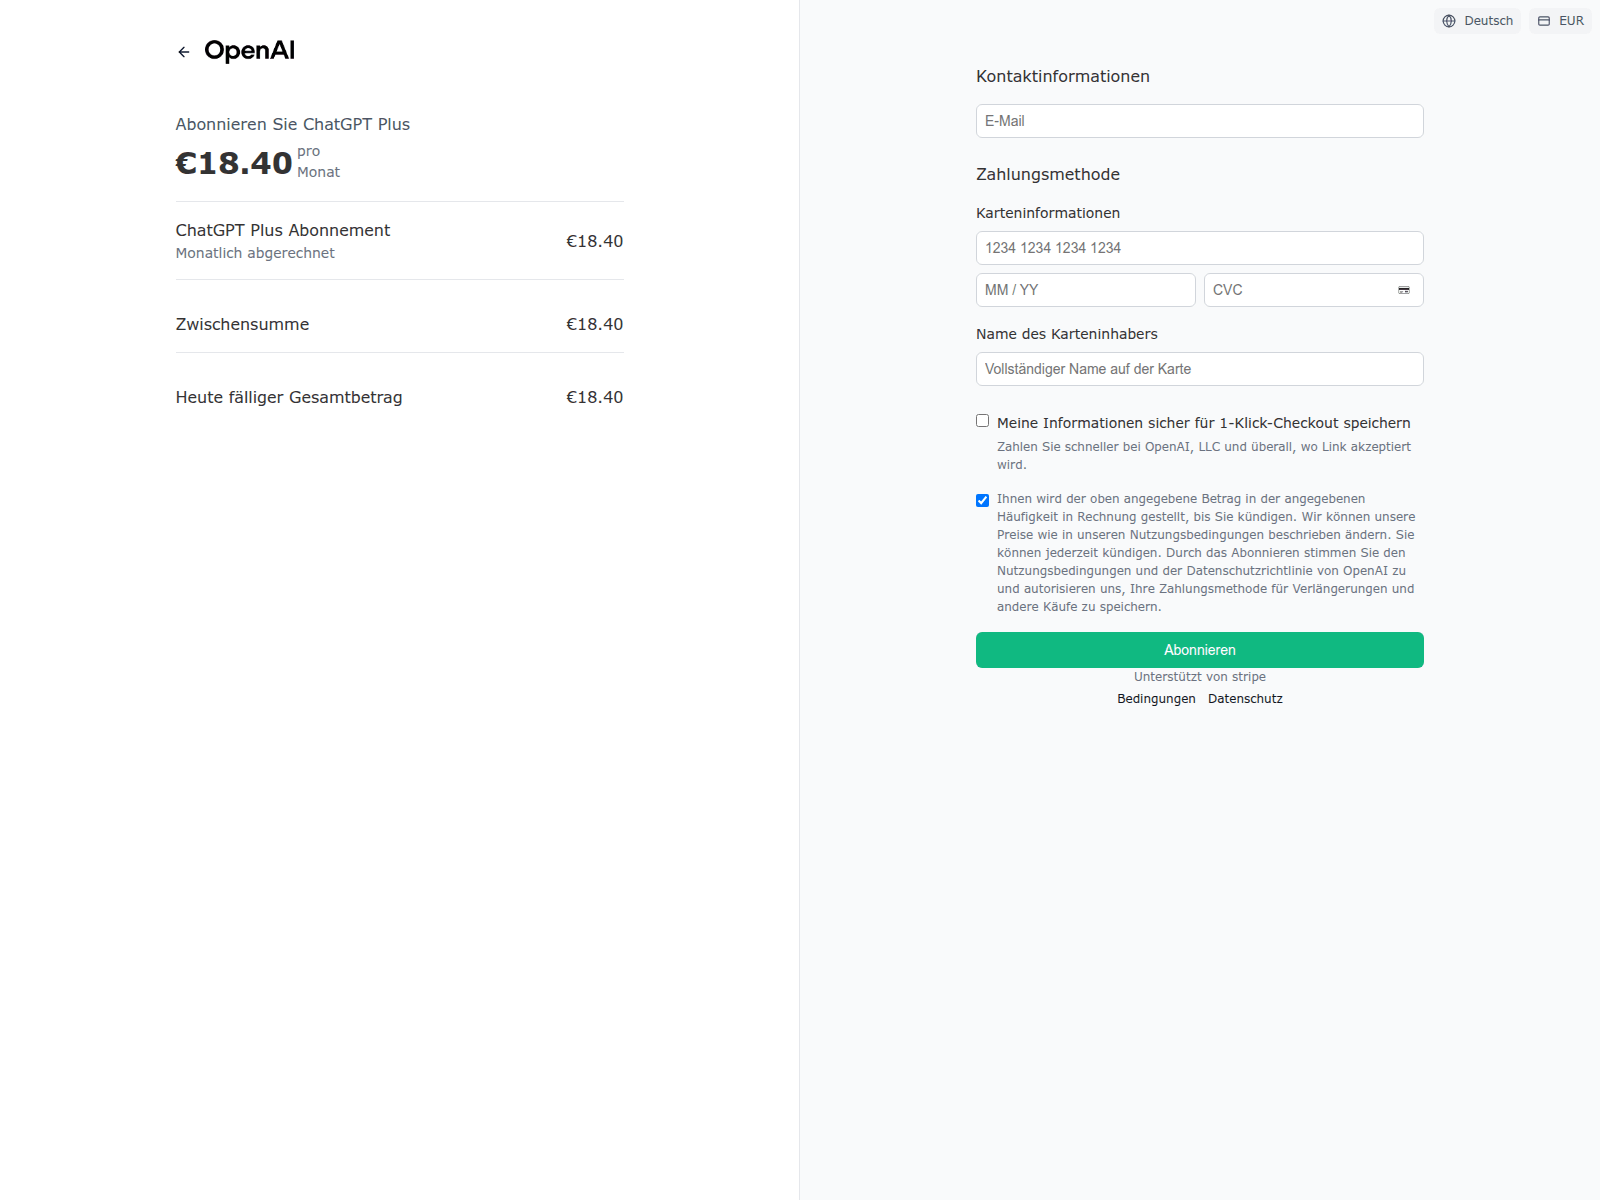 OpenAI
Abonnieren Sie ChatGPT Plus
€18.40 pro
Monat
ChatGPT Plus Abonnement
Monatlich abgerechnet
€18.40
Zwischensumme €18.40
Heute fälliger Gesamtbetrag €18.40
Deutsch EUR
Kontaktinformationen
E-Mail
Zahlungsmethode
Karteninformationen
1234 1234 1234 1234
MM / YY CVC
Name des Karteninhabers
Vollständiger Name auf der Karte
Meine Informationen sicher für 1-Klick-Checkout speichern
Zahlen Sie schneller bei OpenAI, LLC und überall, wo Link akzeptiert
wird.
Ihnen wird der oben angegebene Betrag in der angegebenen
Häufigkeit in Rechnung gestellt, bis Sie kündigen. Wir können unsere
Preise wie in unseren Nutzungsbedingungen beschrieben ändern. Sie
können jederzeit kündigen. Durch das Abonnieren stimmen Sie den
Nutzungsbedingungen und der Datenschutzrichtlinie von OpenAI zu
und autorisieren uns, Ihre Zahlungsmethode für Verlängerungen und
andere Käufe zu speichern.
Abonnieren
Unterstützt von stripe
Bedingungen Datenschutz